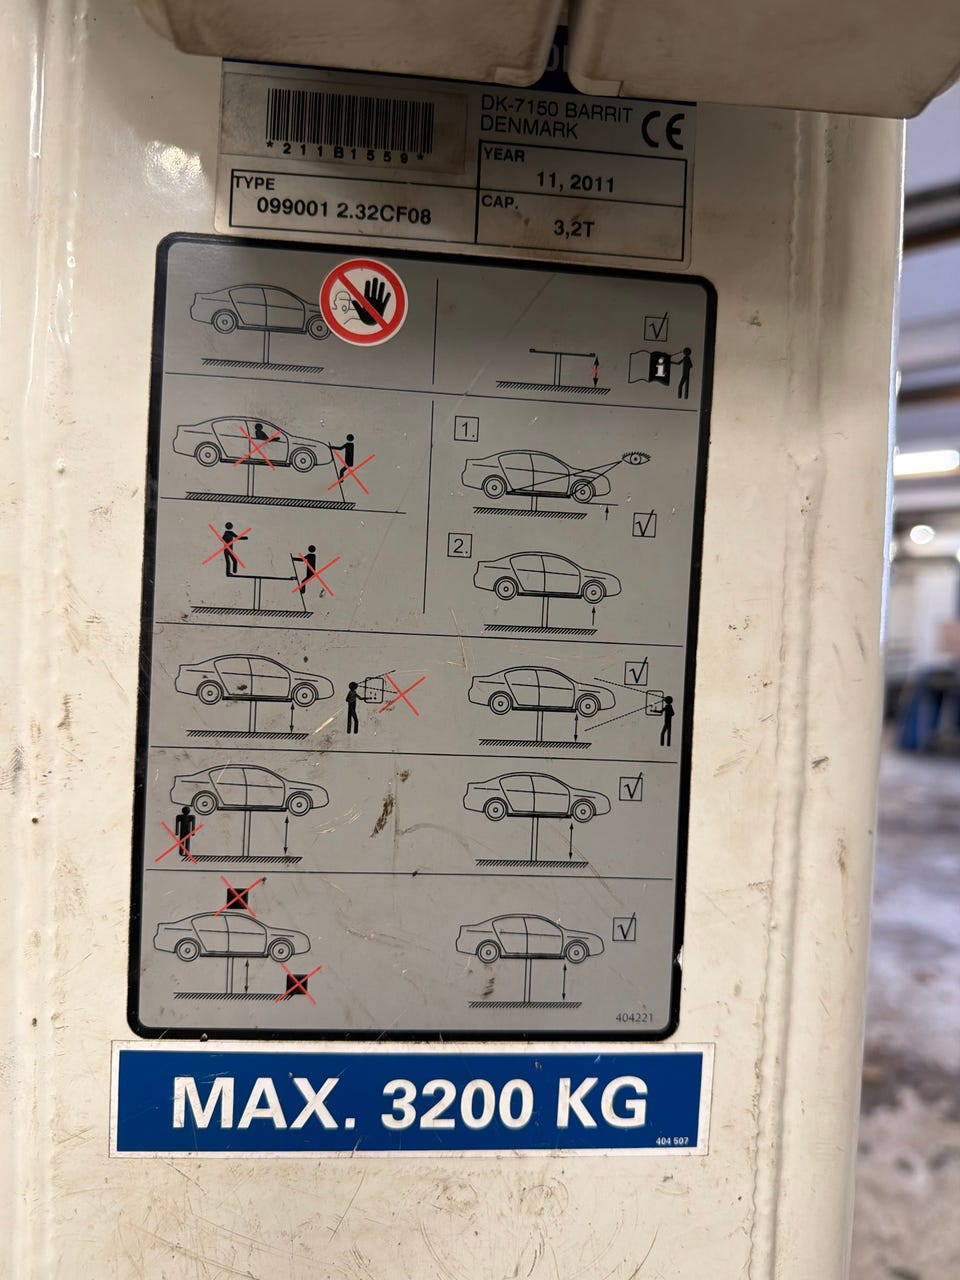 DK-7150 BARRIT
DENMARK
CE
*211B1559*
YEAR
11, 2011
TYPE
099001 2.32CF08
CAP.
3,2T
i
1.
2.
404221
MAX. 3200 KG
404 507